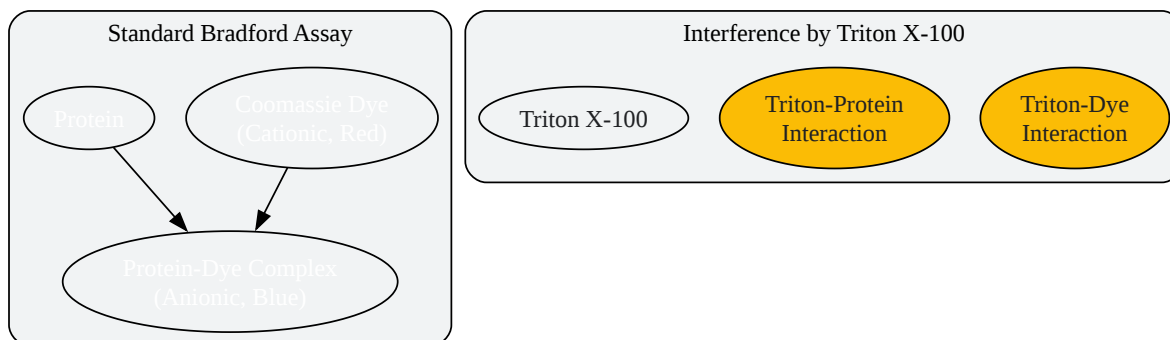 Standard Bradford Assay
Protein
Coomassie Dye
(Cationic, Red)
Protein-Dye Complex
(Anionic, Blue)
Interference by Triton X-100
Triton X-100
Triton-Protein
Interaction
Triton-Dye
Interaction